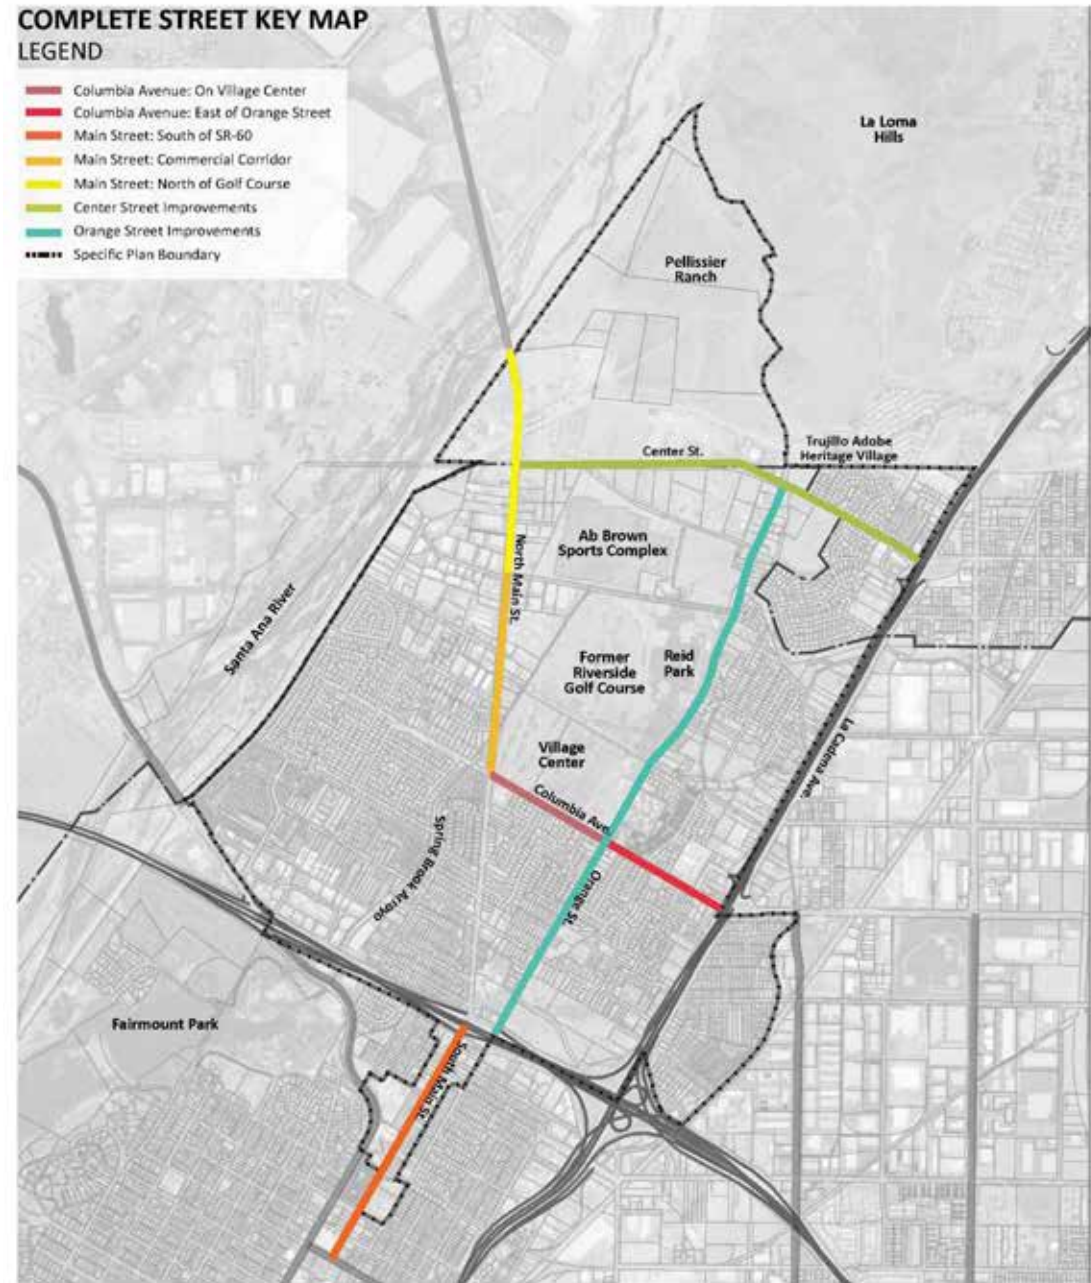 COMPLETE STREET KEY MAP
LEGEND
Columbia Avenue: On Village Center
Columbia Avenue: East of Orange Street
Main Street: South of SR-60
Main Street: Commercial Corridor
Main Street: North of Golf Course
Center Street Improvements
Orange Street Improvements
Specific Plan Boundary
La Loma
Hills
Pellissier
Ranch
Center St.
Trujillo Adobe
Heritage Village
North Main St.
Ab Brown
Sports Complex
Santa Ana River
Former
Riverside
Golf Course
Reid
Park
Village
Center
La Cadena Ave.
Columbia Ave.
Spring Brook Arroyo
Orange St.
Fairmount Park
South Main St.